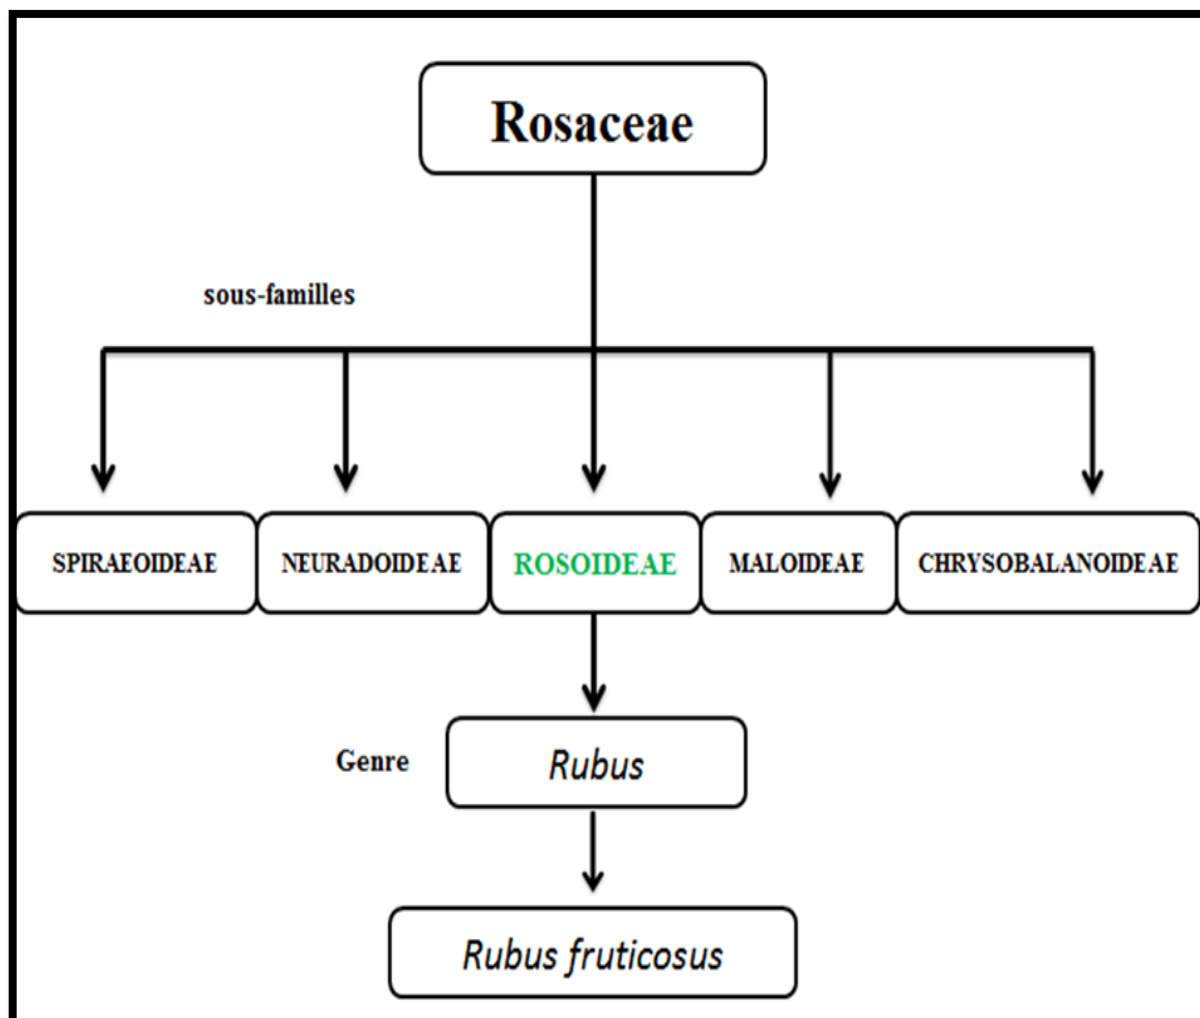 Rosaceae
sous-familles
SPIRAEOIDEAE
NEURADOIDEAE
ROSOIDEAE
MALOIDEAE
CHRYSOBALANOIDEAE
Genre
Rubus
Rubus fruticosus